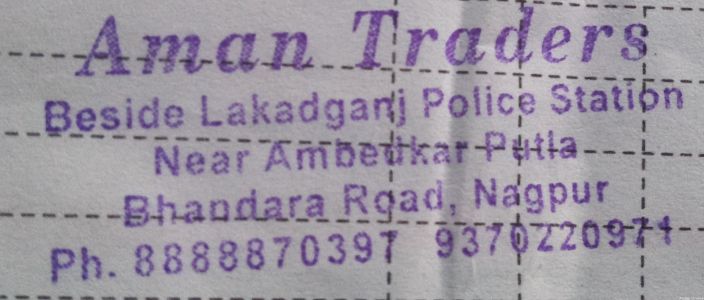 Aman Traders
Beside Lakadganj Police Station
Near Ambedkar Putla
Bhandara Road, Nagpur
Ph. 8888870397 9370220971